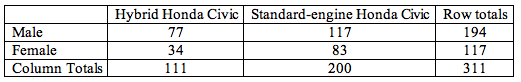 Hybrid Honda Civic Standard-engine Honda Civic Row totals
Male 77 117 194
Female 34 83 117
Column Totals 111 200 311